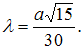 λ = a√15/30.